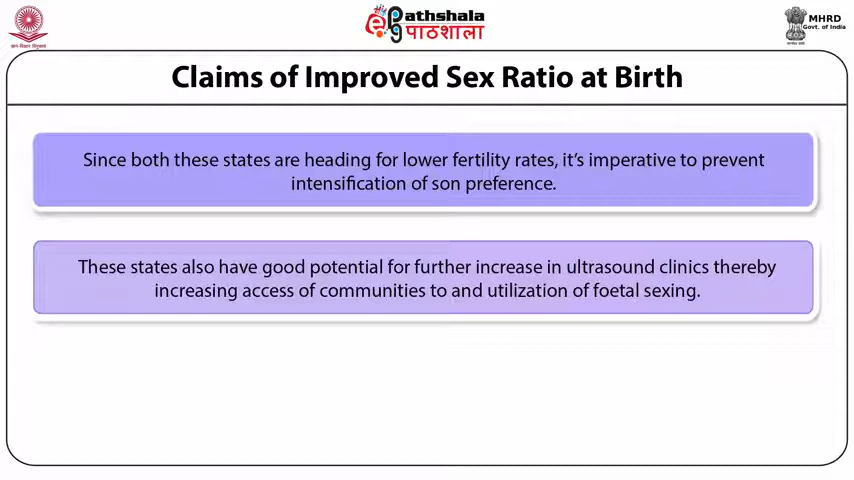 Pathshala
पाठशाला
MHRD
Govt. of India
Claims of Improved Sex Ratio at Birth
Since both these states are heading for lower fertility rates, it’s imperative to prevent
intensification of son preference.
These states also have good potential for further increase in ultrasound clinics thereby
increasing access of communities to and utilization of foetal sexing.